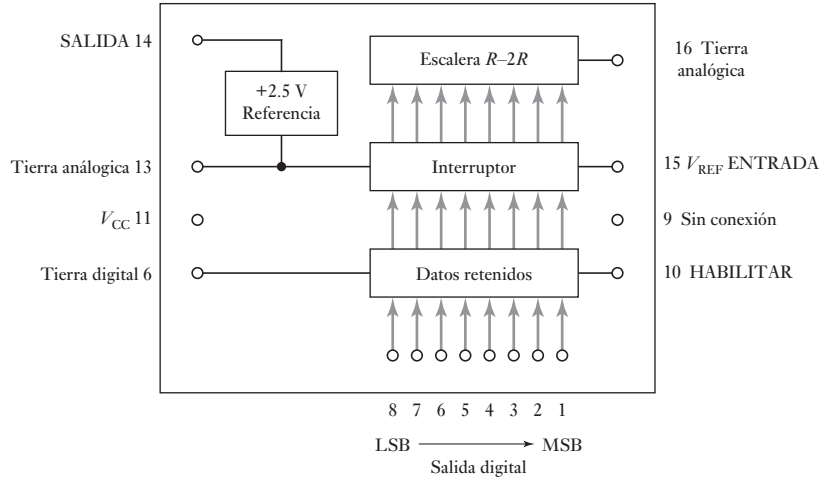 SALIDA 14
Escalera R–2R
16 Tierra
analógica
+2.5 V
Referencia
Tierra análogica 13
Interruptor
15 VREF ENTRADA
VCC 11
9 Sin conexión
Tierra digital 6
Datos retenidos
10 HABILITAR
8 7 6 5 4 3 2 1
LSB MSB
Salida digital